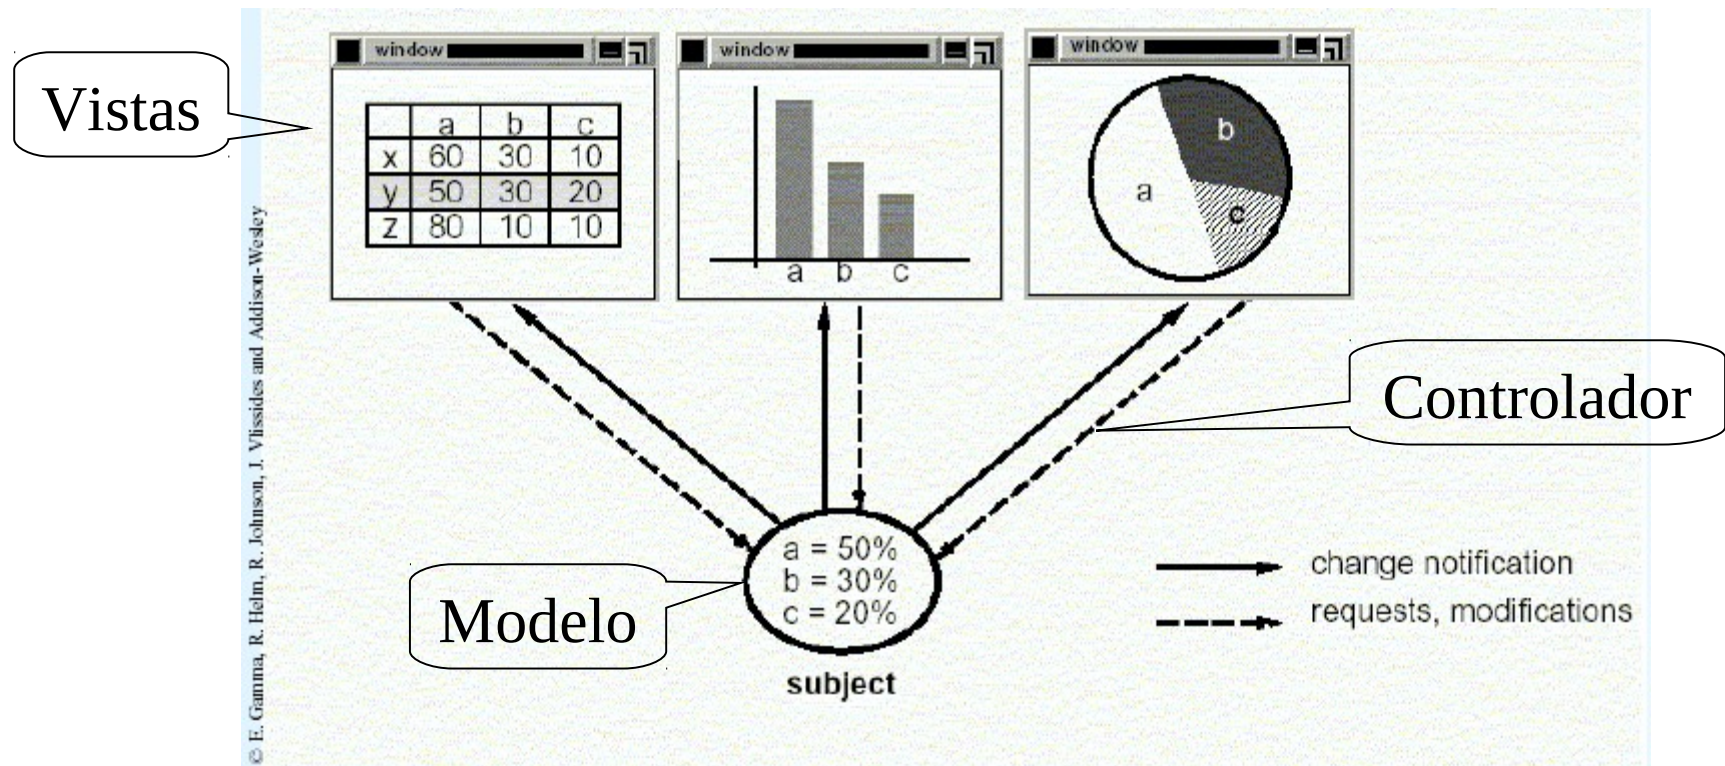 Vistas
window
a b c
x 60 30 10
y 50 30 20
z 80 10 10
window
a b c
window
a
b
c
Controlador
Modelo
a = 50%
b = 30%
c = 20%
subject
change notification
requests, modifications
© E. Gamma, R. Helm, R. Johnson, J. Vlissides and Addison-Wesley